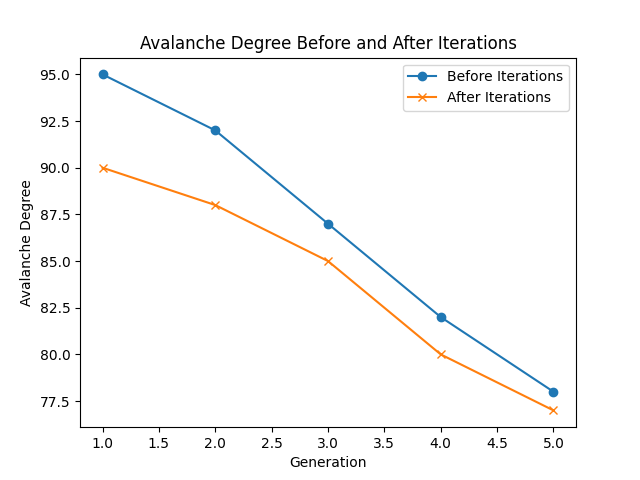 Avalanche Degree Before and After Iterations
Before Iterations
After Iterations
Avalanche Degree
95.0
92.5
90.0
87.5
85.0
82.5
80.0
77.5
1.0 1.5 2.0 2.5 3.0 3.5 4.0 4.5 5.0
Generation